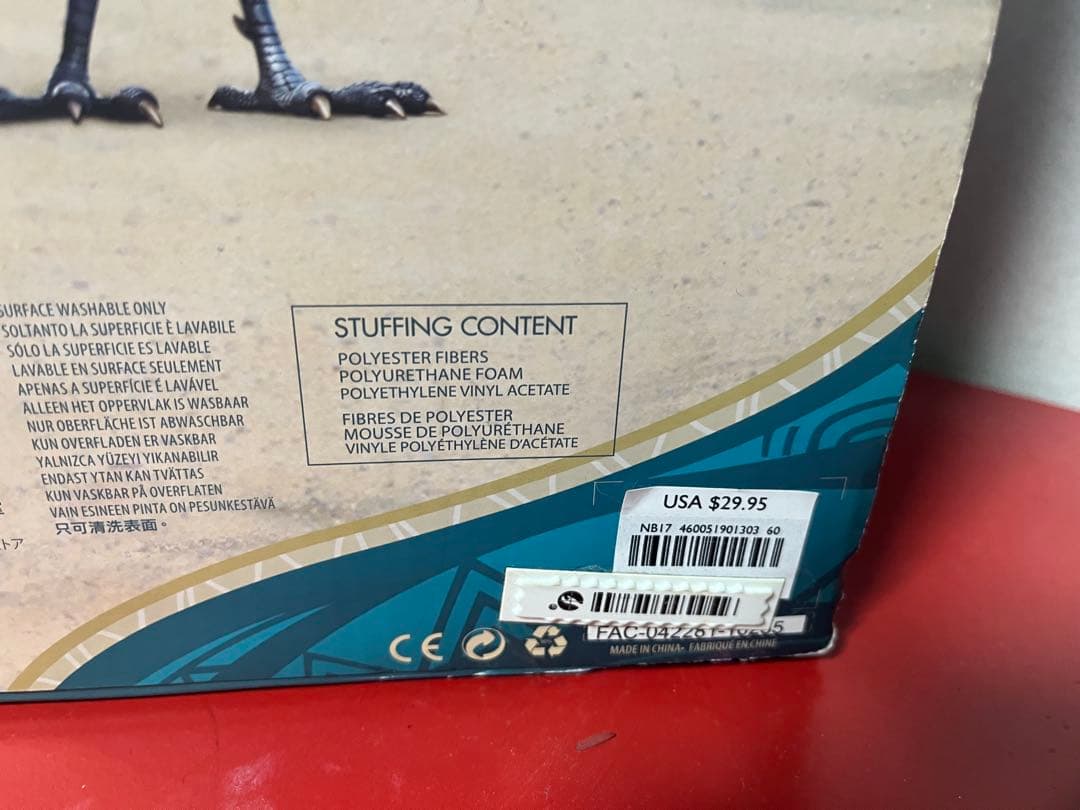 SURFACE WASHABLE ONLY
SOLTANTO LA SUPERFICIE È LAVABILE
SÓLO LA SUPERFICIE ES LAVABLE
LAVABLE EN SURFACE SEULEMENT
APENAS A SUPERFÍCIE É LAVÁVEL
ALLEEN HET OPPERVLAK IS WASBAAR
NUR OBERFLÄCHE IST ABWASCHBAR
KUN OVERFLADEN ER VASKBAR
YALNIZCA YÜZEYI YIKANABILIR
ENDAST YTAN KAN TVÄTTAS
KUN VASKBAR PÅ OVERFLATEN
VAIN ESINEEN PINTA ON PESUNKESTÄVÄ
只可清洗表面。
トア
STUFFING CONTENT
POLYESTER FIBERS
POLYURETHANE FOAM
POLYETHYLENE VINYL ACETATE
FIBRES DE POLYESTER
MOUSSE DE POLYURÉTHANE
VINYLE POLYÉTHYLÈNE D'ACÉTATE
USA $29.95
NB17 460051901303 60
CE
MADE IN CHINA • FABRIQUÉ EN CHINE